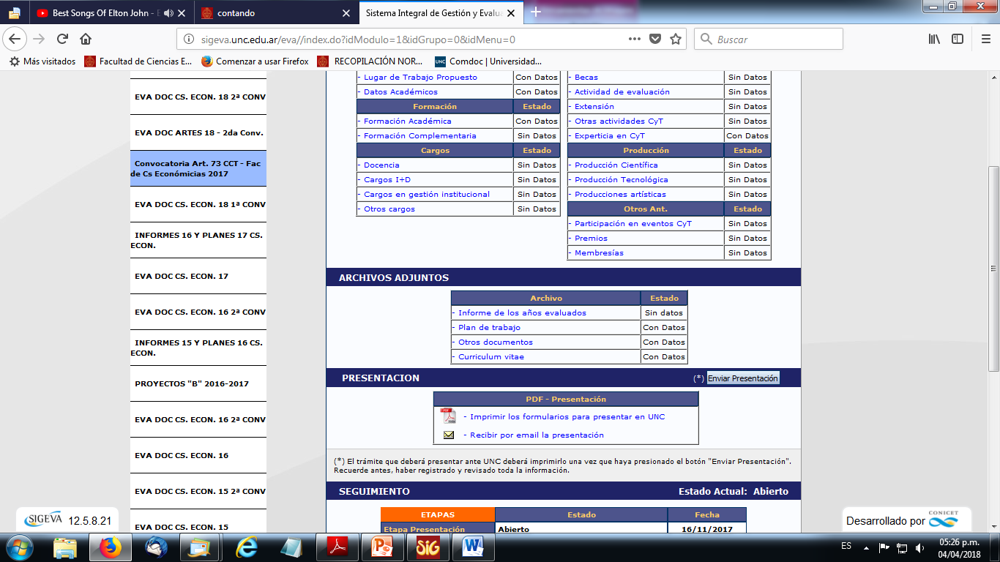 Best Songs Of Elton John - E
contando
Sistema Integral de Gestión y Evalua
sigeva.unc.edu.ar/eva//index.do?idModulo=1&idGrupo=0&idMenu=0
Buscar
Más visitados
Facultad de Ciencias E...
Comenzar a usar Firefox
RECOPILACIÓN NOR...
UNC
Comdoc | Universidad...
EVA DOC CS. ECON. 18 2ª CONV
EVA DOC ARTES 18 - 2da Conv.
Convocatoria Art. 73 CCT - Fac
de Cs Económicias 2017
EVA DOC CS. ECON. 18 1ª CONV
INFORMES 16 Y PLANES 17 CS.
ECON.
EVA DOC CS. ECON. 17
EVA DOC CS. ECON. 16 2ª CONV
INFORMES 15 Y PLANES 16 CS.
ECON.
PROYECTOS "B" 2016-2017
EVA DOC CS. ECON. 16 2ª CONV
EVA DOC CS. ECON. 16
EVA DOC CS. ECON. 15 2ª CONV
EVA DOC CS. ECON. 15
- Lugar de Trabajo Propuesto Con Datos
- Datos Académicos Con Datos
Formación Estado
- Formación Académica Con Datos
- Formación Complementaria Sin Datos
Cargos Estado
- Docencia Sin Datos
- Cargos I+D Sin Datos
- Cargos en gestión institucional Sin Datos
- Otros cargos Sin Datos
- Becas Sin Datos
- Actividad de evaluación Sin Datos
- Extensión Sin Datos
- Otras actividades CyT Sin Datos
- Experticia en CyT Con Datos
Producción Estado
- Producción Científica Sin Datos
- Producción Tecnológica Sin Datos
- Producciones artísticas Sin Datos
Otros Ant. Estado
- Participación en eventos CyT Sin Datos
- Premios Sin Datos
- Membresías Sin Datos
ARCHIVOS ADJUNTOS
Archivo Estado
- Informe de los años evaluados Sin datos
- Plan de trabajo Con Datos
- Otros documentos Con Datos
- Curriculum vitae Con Datos
PRESENTACION (*) Enviar Presentación
PDF - Presentación
- Imprimir los formularios para presentar en UNC
- Recibir por email la presentación
(*) El trámite que deberá presentar ante UNC deberá imprimirlo una vez que haya presionado el botón "Enviar Presentación".
Recuerde antes, haber registrado y revisado toda la información.
SEGUIMIENTO Estado Actual: Abierto
ETAPAS Estado Fecha
Etapa Presentación Abierto 16/11/2017
SIGEVA 12.5.8.21
Desarrollado por CONICET
SIG
ES
05:26 p.m.
04/04/2018